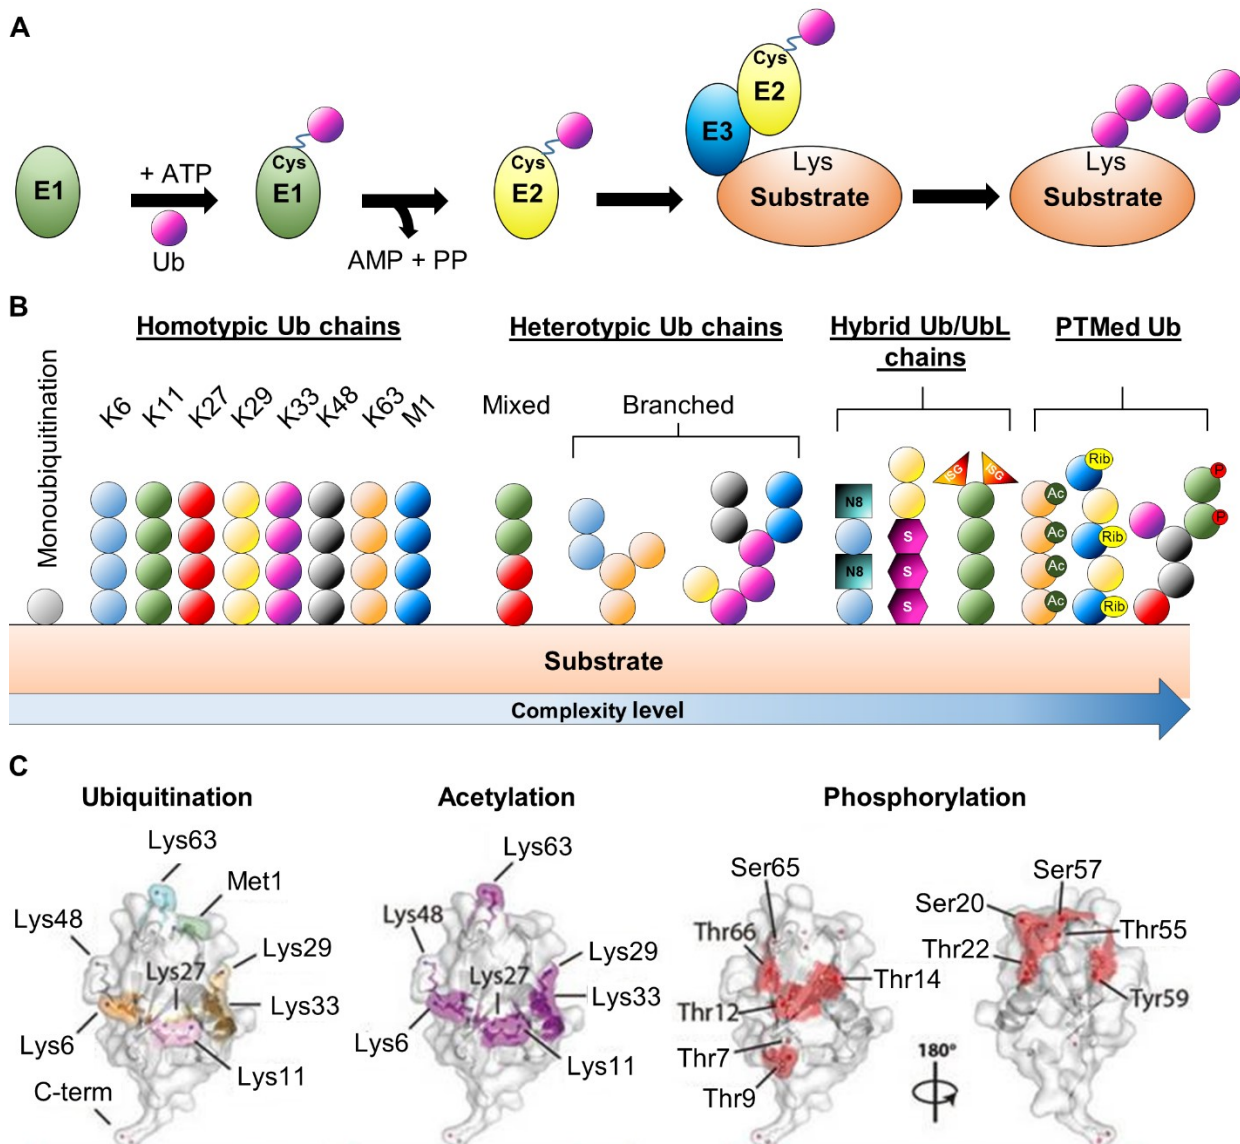 A
E1
+ ATP
Ub
Cys
E1
AMP + PP
Cys
E2
Cys
E2
E3
Lys
Substrate
Lys
Substrate
B
Homotypic Ub chains
Heterotypic Ub chains
Hybrid Ub/UbL
chains
PTMed Ub
Monoubiquitination
K6
K11
K27
K29
K33
K48
K63
M1
Mixed
Branched
N8
N8
S
S
S
ISG
ISG
Ac
Ac
Ac
Ac
Rib
Rib
Rib
P
P
Substrate
Complexity level
C
Ubiquitination
Lys63
Met1
Lys48
Lys29
Lys27
Lys33
Lys6
Lys11
C-term
Acetylation
Lys63
Lys48
Lys29
Lys27
Lys33
Lys6
Lys11
Phosphorylation
Ser65
Thr66
Thr14
Thr12
Thr7
Thr9
180°
Ser57
Ser20
Thr55
Thr22
Tyr59